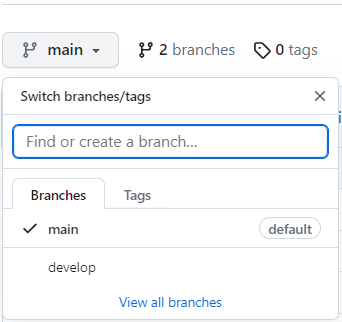 main 2 branches 0 tags
Switch branches/tags
Find or create a branch...
Branches Tags
main default
develop
View all branches